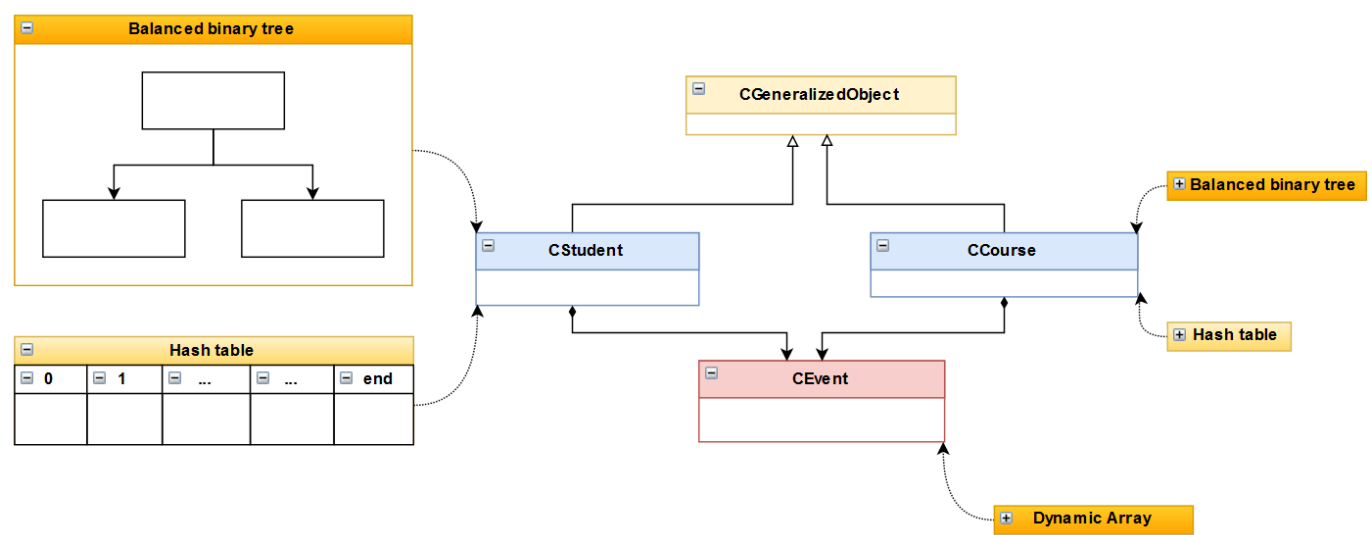 Balanced binary tree
CGeneralizedObject
Balanced binary tree
CStudent
CCourse
Hash table
Hash table
0 1 ... ... end
CEvent
Dynamic Array